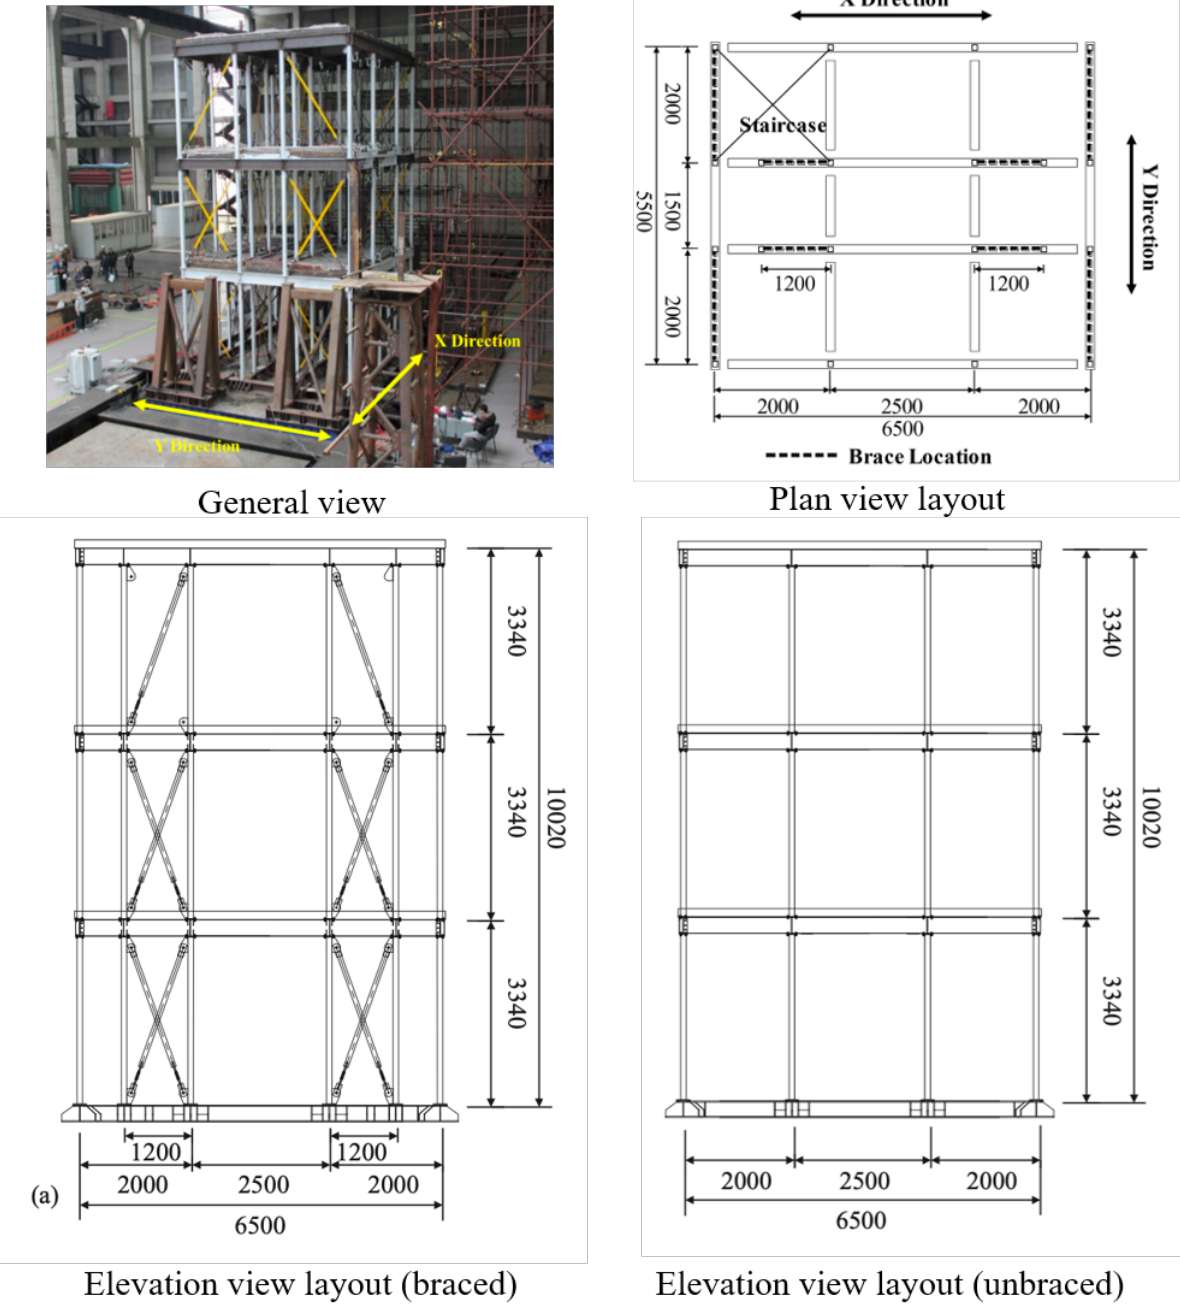 X Direction
Y Direction
General view
X Direction
2000
Staircase
1500
5500
Y Direction
1200
1200
2000
2000
2500
2000
6500
Brace Location
Plan view layout
3340
3340
10020
3340
1200
1200
2000
2500
2000
(a)
6500
Elevation view layout (braced)
3340
3340
10020
3340
2000
2500
2000
6500
Elevation view layout (unbraced)